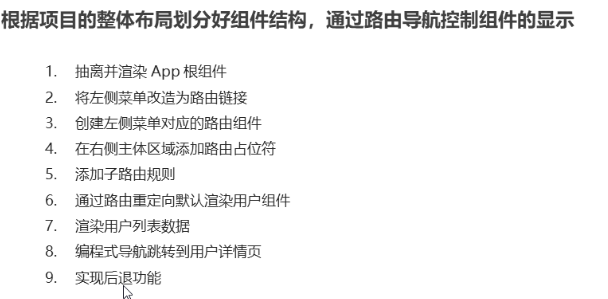 根据项目的整体布局划分好组件结构，通过路由导航控制组件的显示
1. 抽离并渲染 App 根组件
2. 将左侧菜单改造为路由链接
3. 创建左侧菜单对应的路由组件
4. 在右侧主体区域添加路由占位符
5. 添加子路由规则
6. 通过路由重定向默认渲染用户组件
7. 渲染用户列表数据
8. 编程式导航跳转到用户详情页
9. 实现后退功能